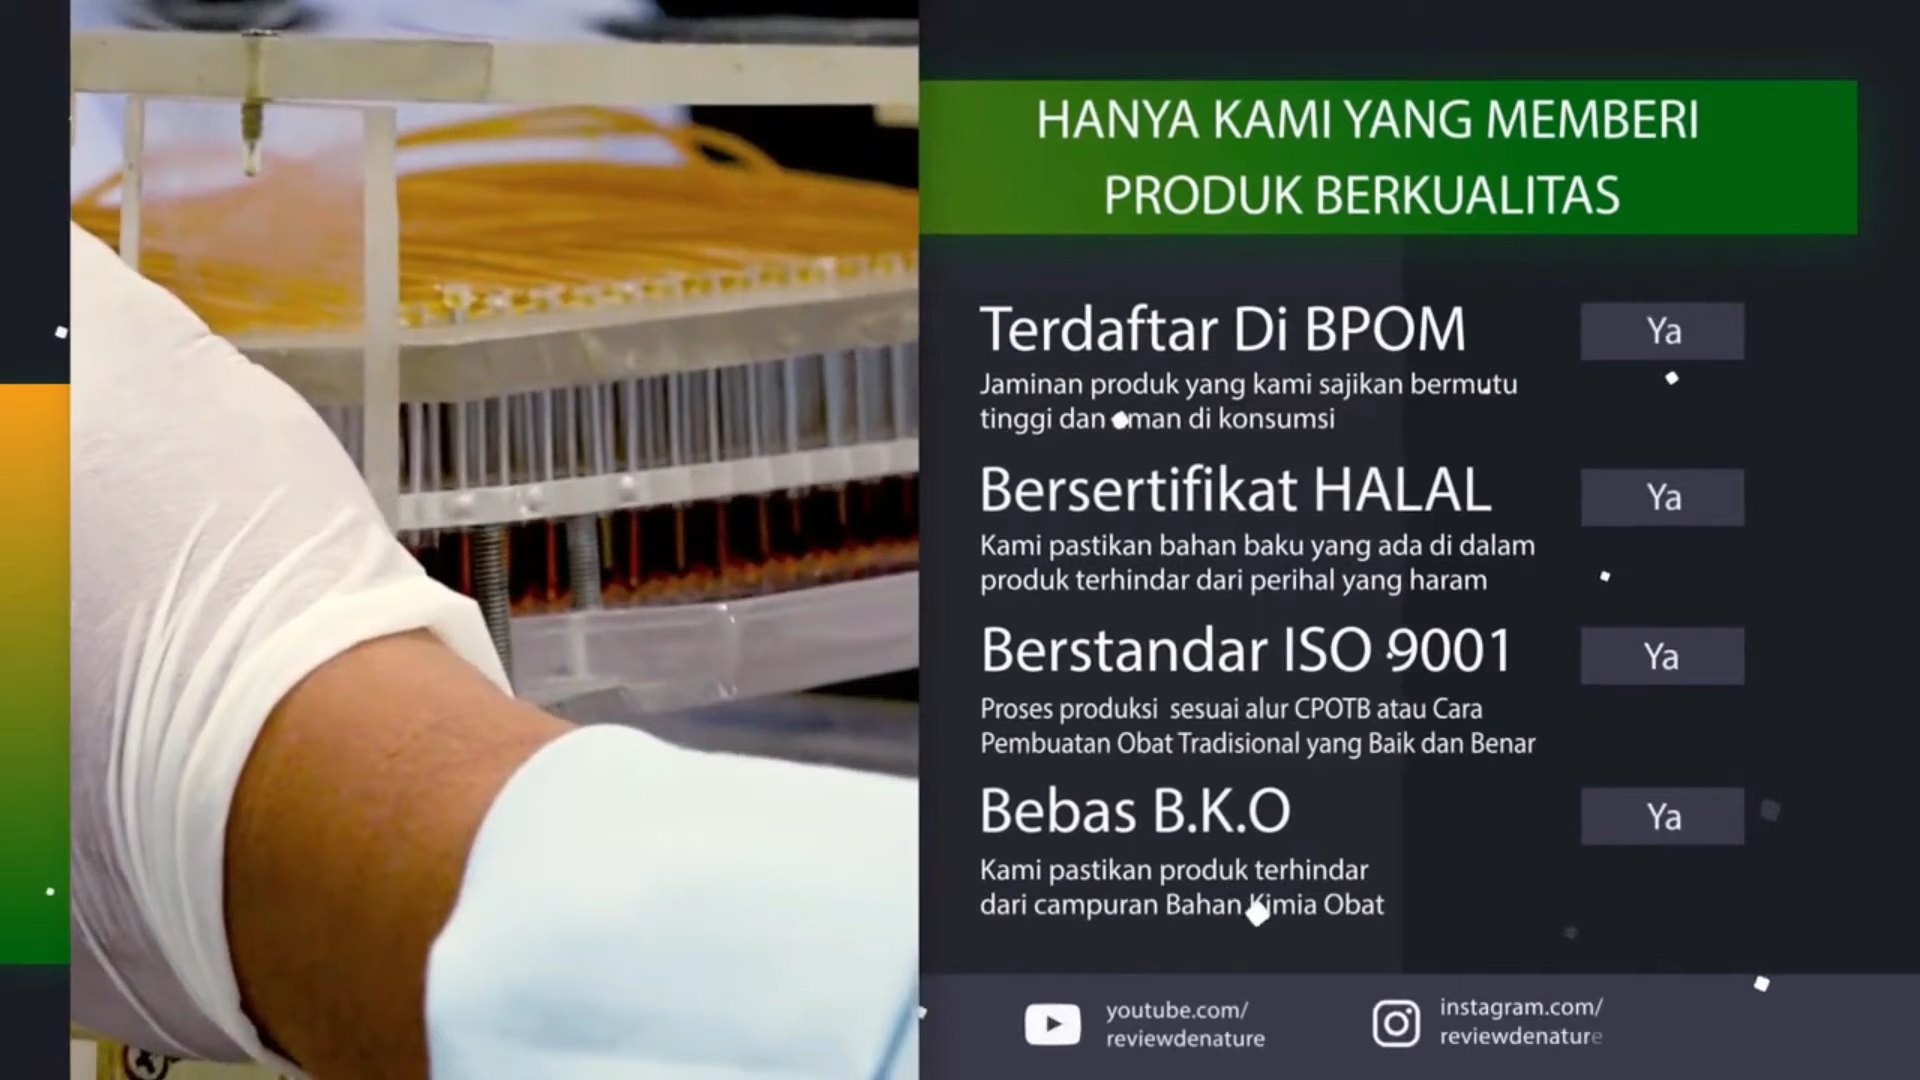 HANYA KAMI YANG MEMBERI
PRODUK BERKUALITAS
Terdaftar Di BPOM
Ya
Jaminan produk yang kami sajikan bermutu
tinggi dan aman di konsumsi
Bersertifikat HALAL
Ya
Kami pastikan bahan baku yang ada di dalam
produk terhindar dari perihal yang haram
Berstandar ISO 9001
Ya
Proses produksi sesuai alur CPOTB atau Cara
Pembuatan Obat Tradisional yang Baik dan Benar
Bebas B.K.O
Ya
Kami pastikan produk terhindar
dari campuran Bahan Kimia Obat
youtube.com/
reviewdenature
instagram.com/
reviewdenature